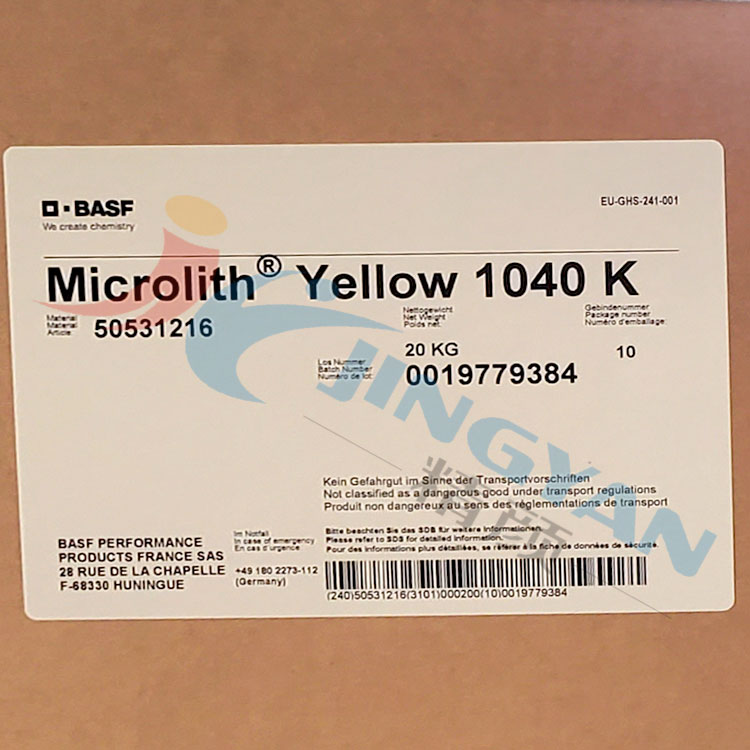 BASF
We create chemistry
EU-GHS-241-001
Microlith® Yellow 1040 K
Material
Material
Article
50531216
Nettogewicht
Net Weight
Poids net
20 KG
Gebindenummer
Package number
Numéro d'emballage
10
Los Nummer
Batch Number
Numéro de lot
0019779384
JINGYAN
精颜
Kein Gefahrgut im Sinne der Transportvorschriften
Not classified as a dangerous good under transport regulations
Produit non dangereux au sens des réglementations de transport
Bitte beachten Sie das SDB für weitere Informationen.
Please refer to SDS for detailed information.
Pour des informations plus détaillées, se référer à la fiche de données de sécurité.
BASF PERFORMANCE
PRODUCTS FRANCE SAS
28 RUE DE LA CHAPELLE
F-68330 HUNINGUE
Im Notfall
In case of emergency
En cas d'urgence
+49 180 2273-112
(Germany)
(240)50531216(3101)000200(10)0019779384